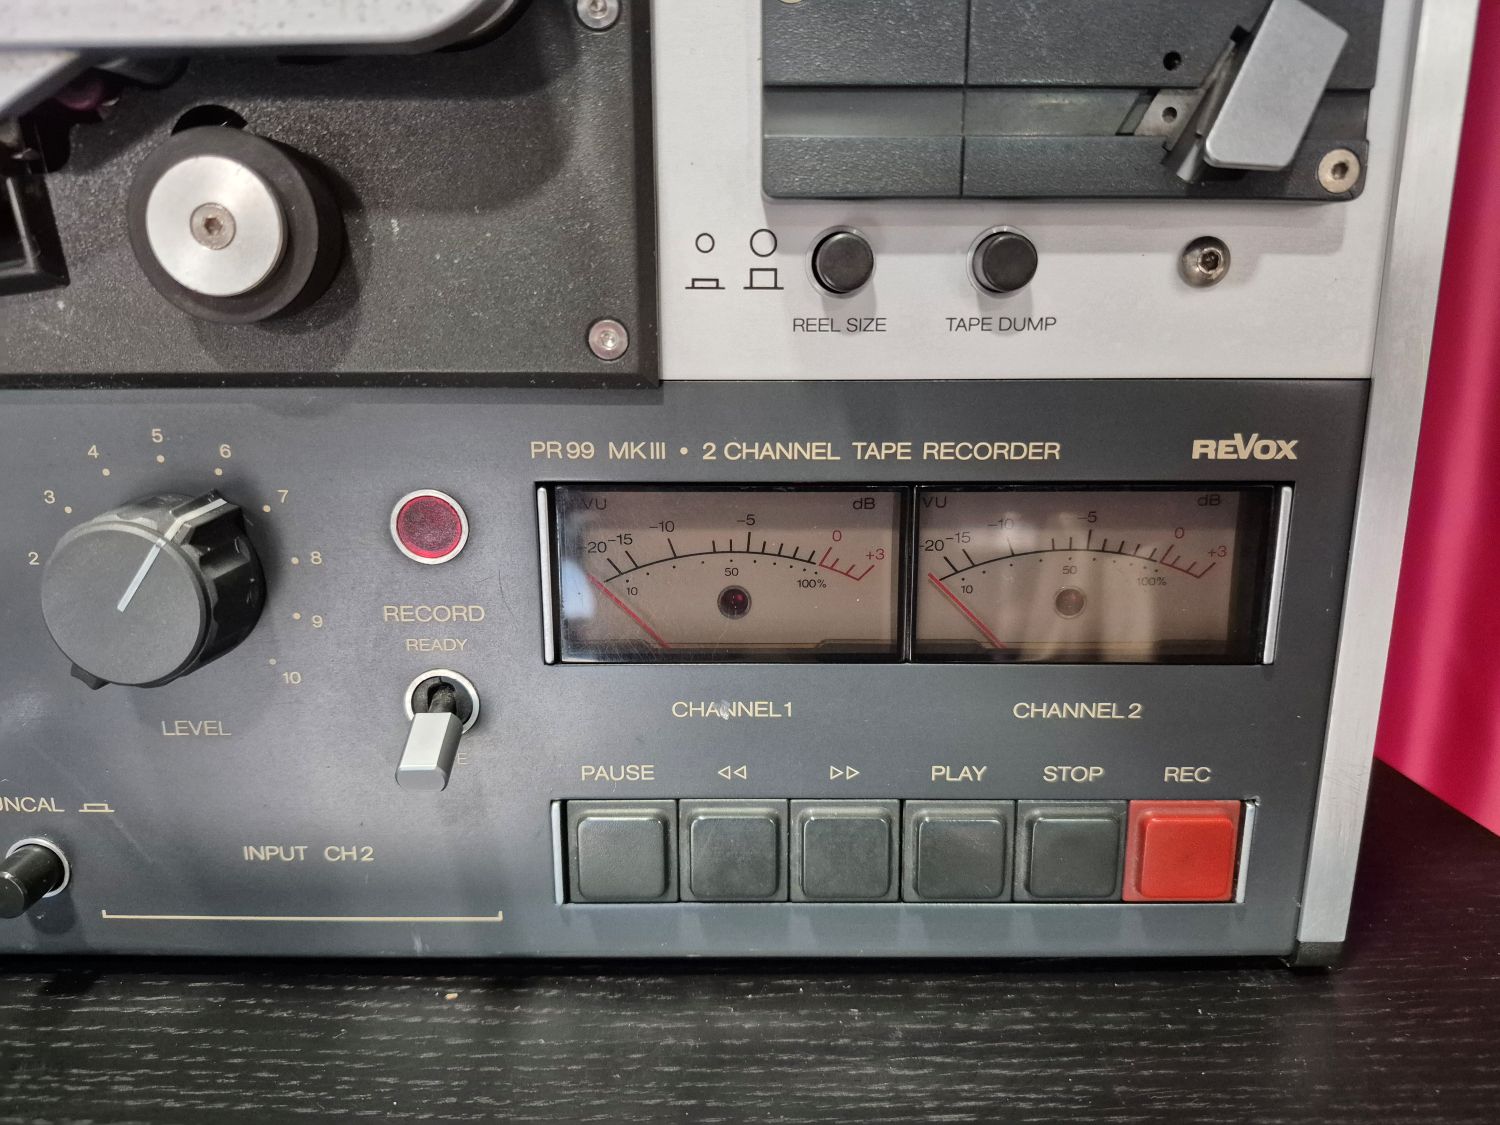 REEL SIZE TAPE DUMP
PR99 MKIII • 2 CHANNEL TAPE RECORDER REVOX
2 3 4 5 6 7 8 9 10
LEVEL
RECORD
READY
INPUT CH2
VU dB
-20 -15 -10 -5 0 +3
10 50 100%
VU dB
-20 -15 -10 -5 0 +3
10 50 100%
CHANNEL 1 CHANNEL 2
PAUSE ◁◁ ▷▷ PLAY STOP REC